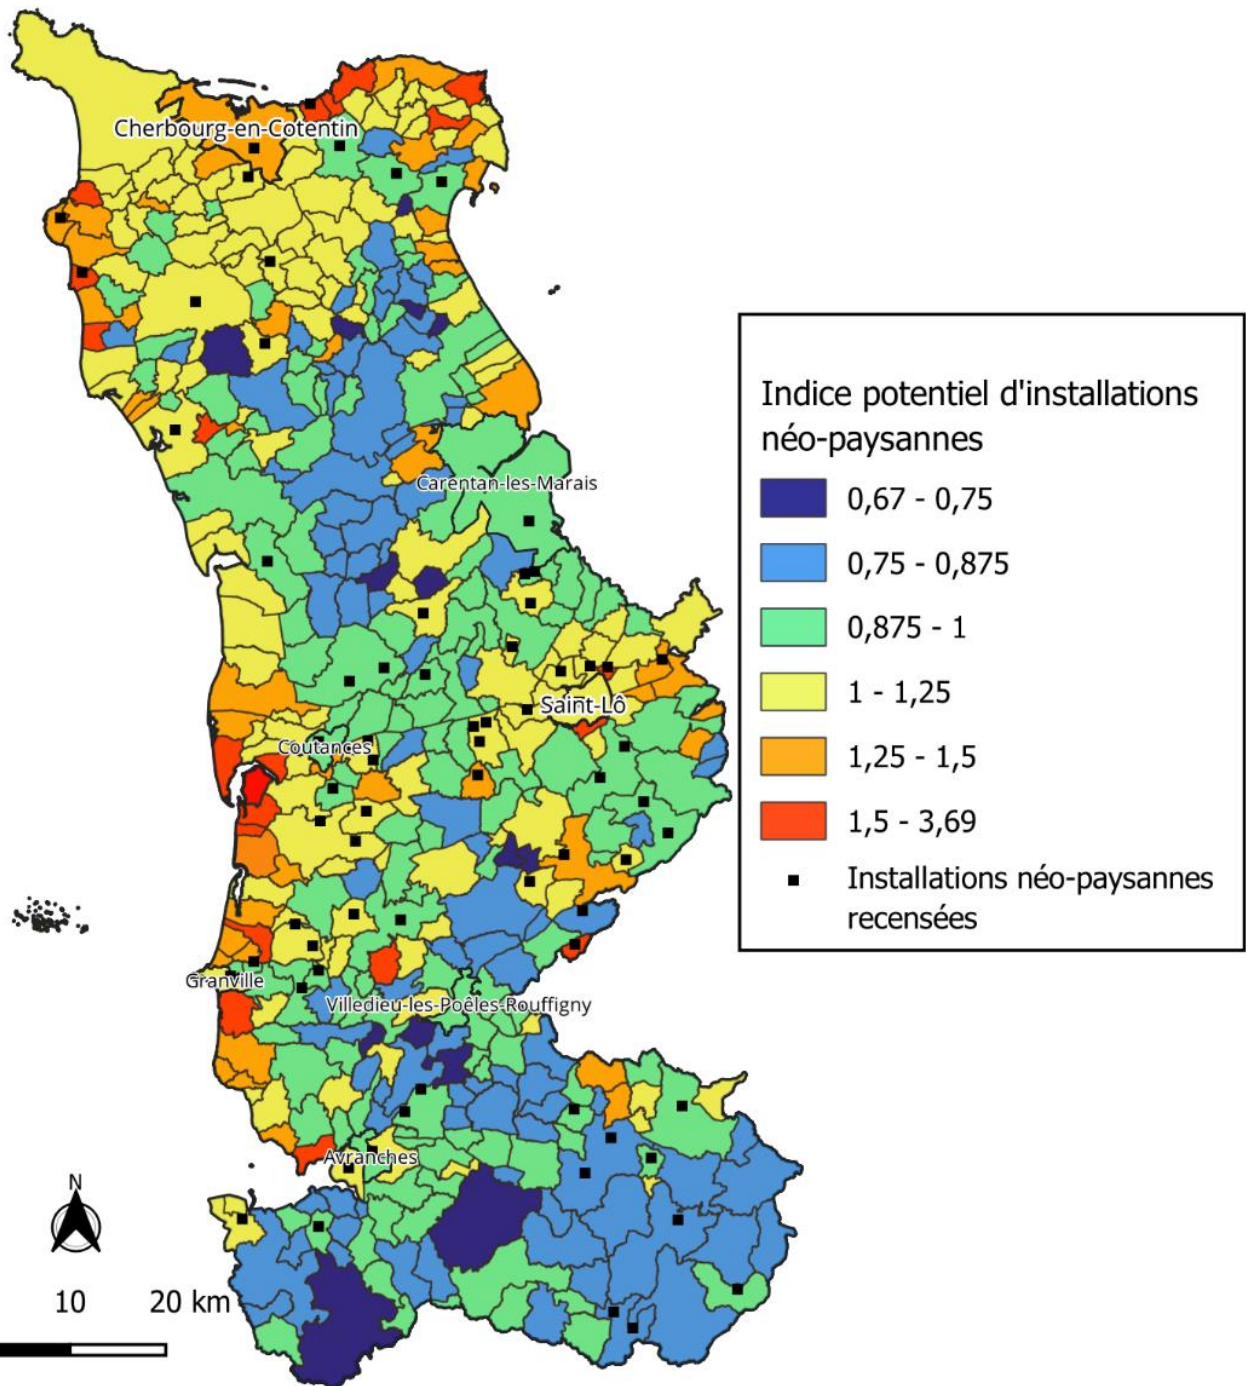 Cherbourg-en-Cotentin
Indice potentiel d'installations
néo-paysannes
0,67 - 0,75
0,75 - 0,875
0,875 - 1
1 - 1,25
1,25 - 1,5
1,5 - 3,69
Installations néo-paysannes
recensées
Carentan-les-Marais
Saint-Lô
Coutances
Granville
Villedieu-les-Poêles-Rouffigny
Avranches
N
10 20 km